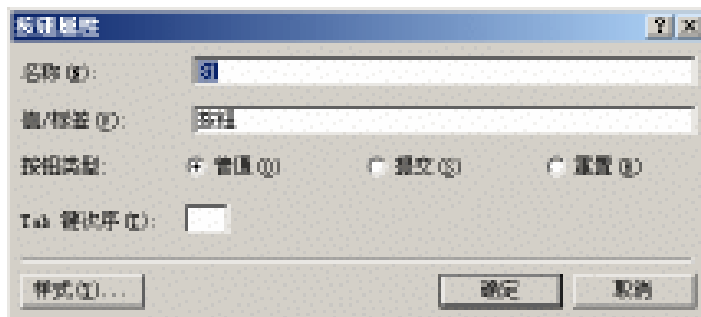 按钮属性
名称(N):
B1
值/标签(V):
按钮
按钮类型:
普通(O)
提交(S)
重置(R)
Tab 键次序(T):
样式(Y)...
确定
取消